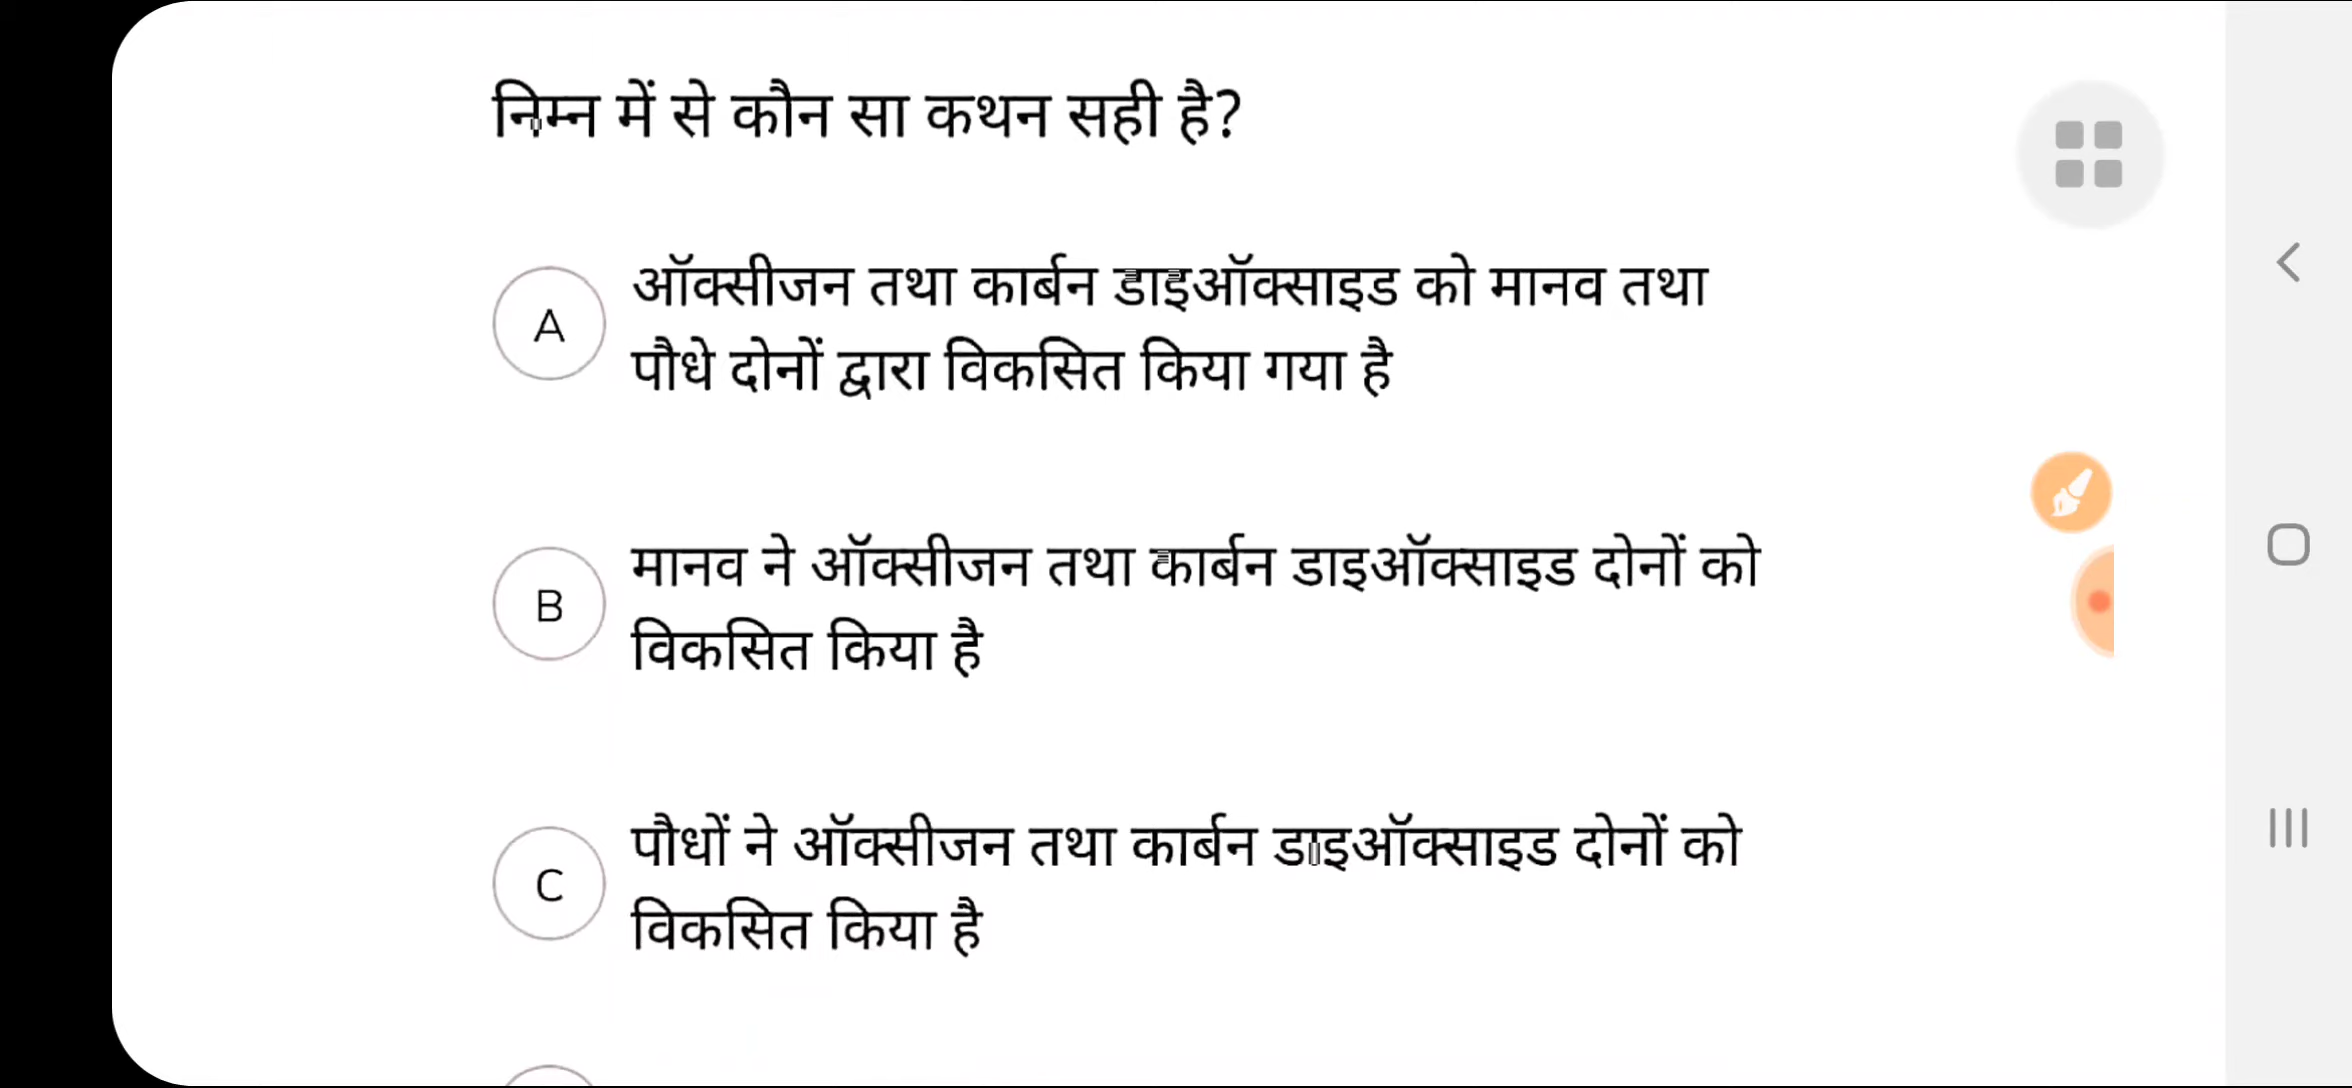 निम्न में से कौन सा कथन सही है?
A
ऑक्सीजन तथा कार्बन डाइऑक्साइड को मानव तथा
पौधे दोनों द्वारा विकसित किया गया है
B
मानव ने ऑक्सीजन तथा कार्बन डाइऑक्साइड दोनों को
विकसित किया है
C
पौधों ने ऑक्सीजन तथा कार्बन डाइऑक्साइड दोनों को
विकसित किया है